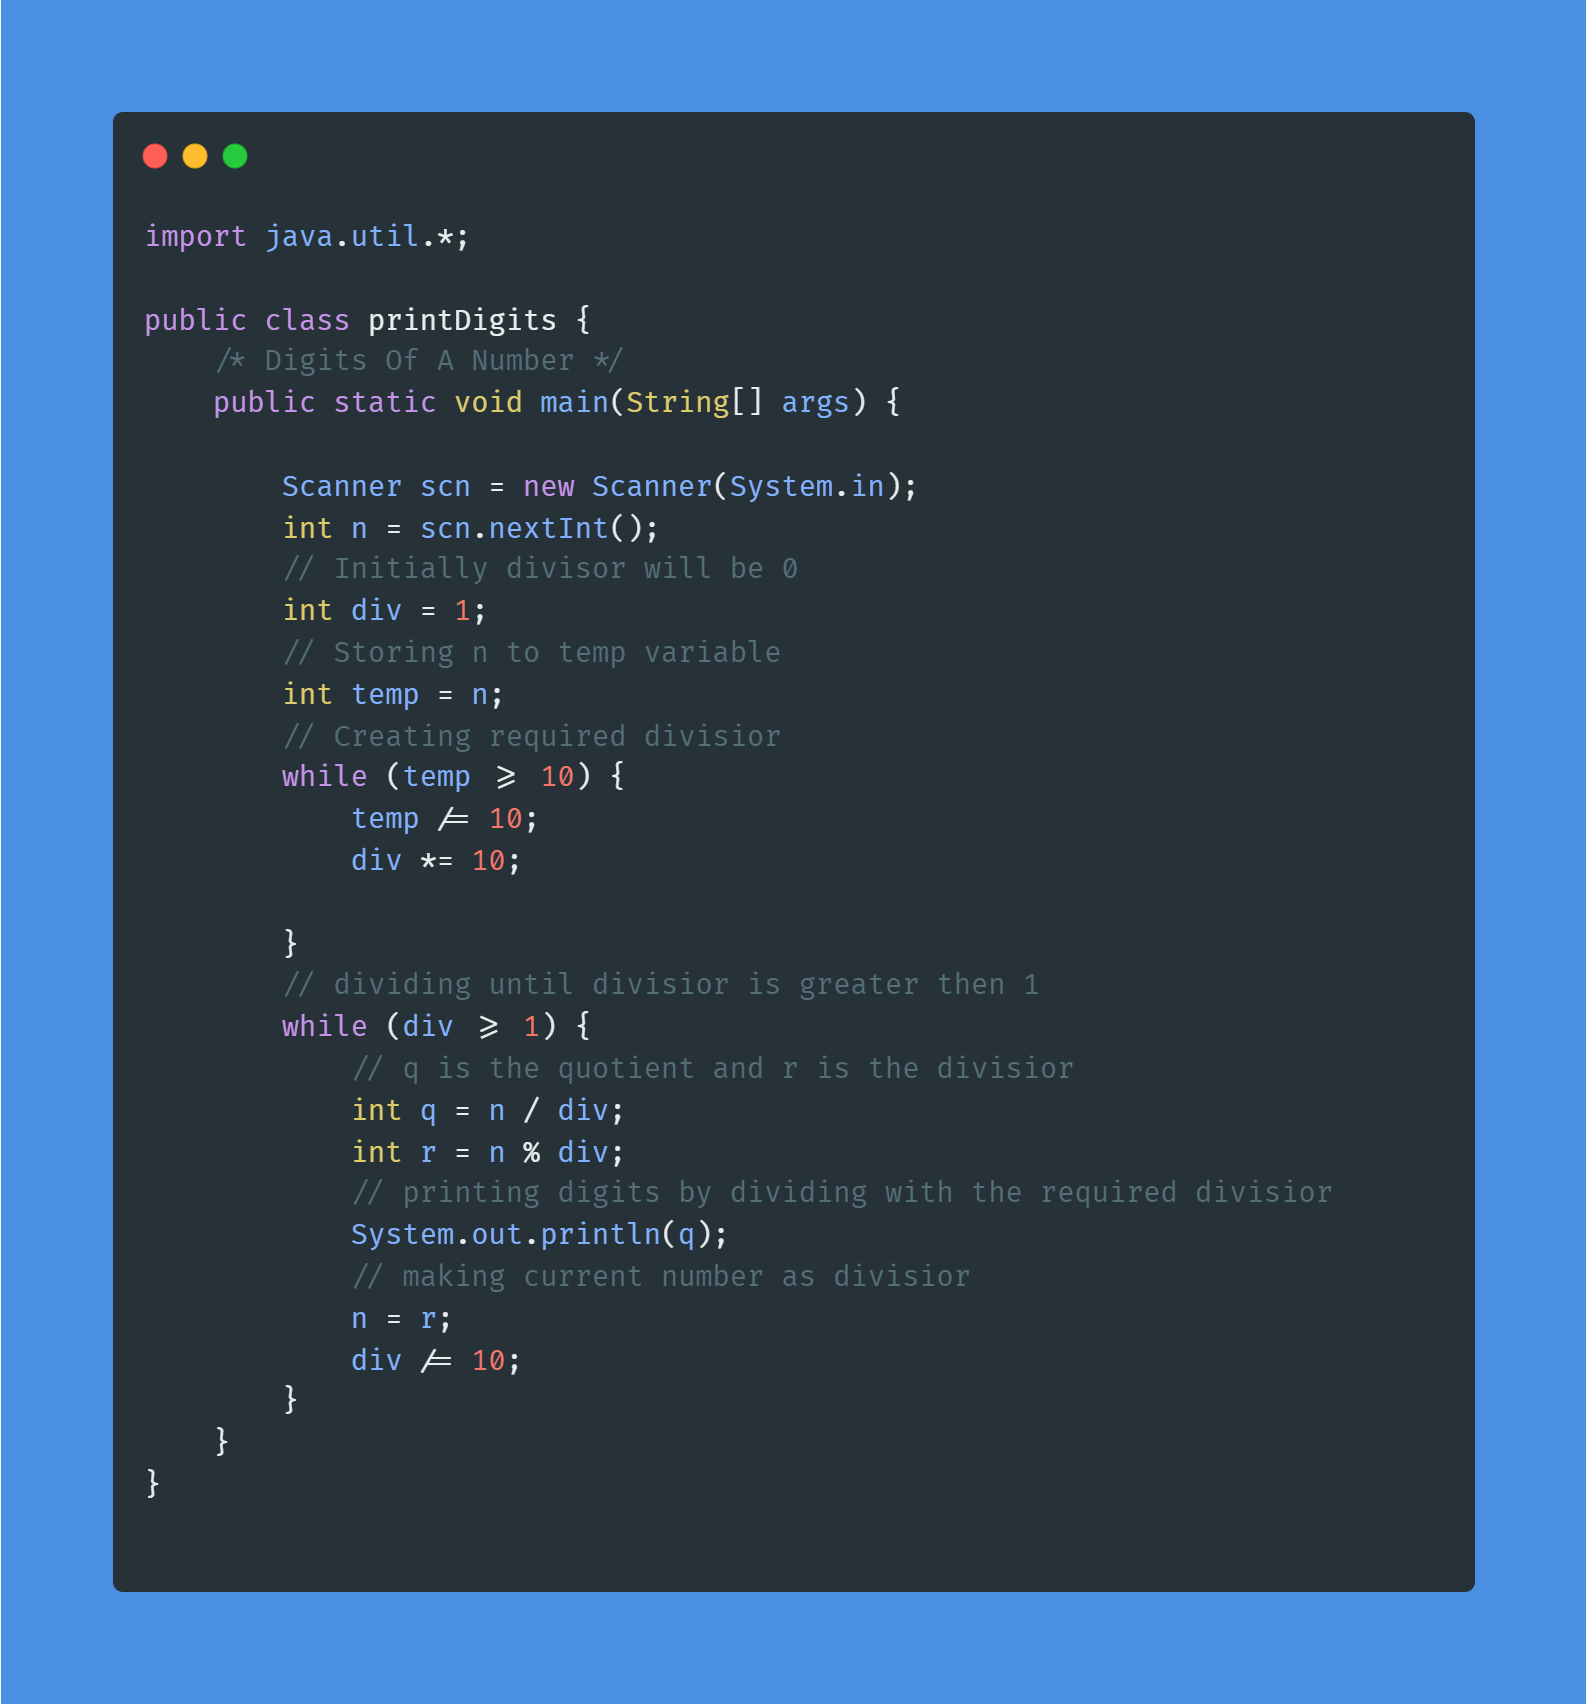 import java.util.*;

public class printDigits {
    /* Digits Of A Number */
    public static void main(String[] args) {

        Scanner scn = new Scanner(System.in);
        int n = scn.nextInt();
        // Initially divisor will be 0
        int div = 1;
        // Storing n to temp variable
        int temp = n;
        // Creating required divisior
        while (temp >= 10) {
            temp /= 10;
            div *= 10;

        }
        // dividing until divisior is greater then 1
        while (div >= 1) {
            // q is the quotient and r is the divisior
            int q = n / div;
            int r = n % div;
            // printing digits by dividing with the required divisior
            System.out.println(q);
            // making current number as divisior
            n = r;
            div /= 10;
        }
    }
}